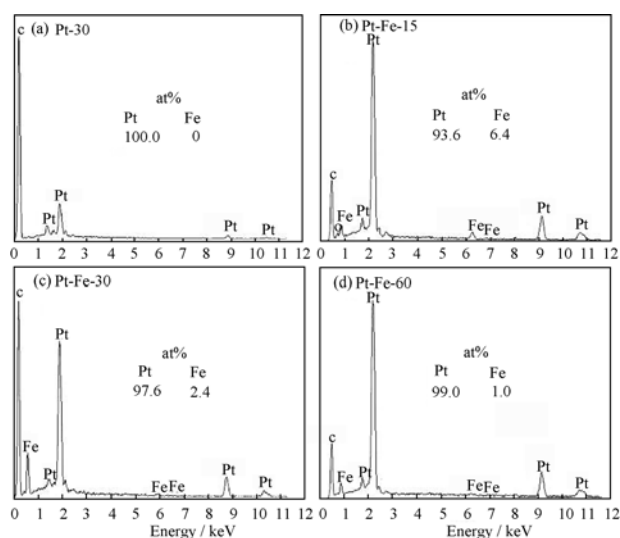 (a) Pt-30
c
at%
Pt Fe
100.0 0
Pt
Pt
Pt
Pt
0 1 2 3 4 5 6 7 8 9 10 11 12
(b) Pt-Fe-15
Pt
at%
Pt Fe
93.6 6.4
c
Fe
Pt
Fe
Fe
Pt
Pt
0 1 2 3 4 5 6 7 8 9 10 11 12
(c) Pt-Fe-30
c
Pt
at%
Pt Fe
97.6 2.4
Fe
Pt
Fe Fe
Pt
Pt
0 1 2 3 4 5 6 7 8 9 10 11 12
Energy / keV
(d) Pt-Fe-60
Pt
at%
Pt Fe
99.0 1.0
c
Fe
Pt
Fe
Fe
Pt
Pt
0 1 2 3 4 5 6 7 8 9 10 11 12
Energy / keV